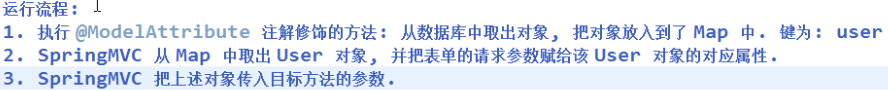 运行流程:
1. 执行 @ModelAttribute 注解修饰的方法: 从数据库中取出对象, 把对象放入到了 Map 中. 键为: user
2. SpringMVC 从 Map 中取出 User 对象, 并把表单的请求参数赋给该 User 对象的对应属性.
3. SpringMVC 把上述对象传入目标方法的参数.